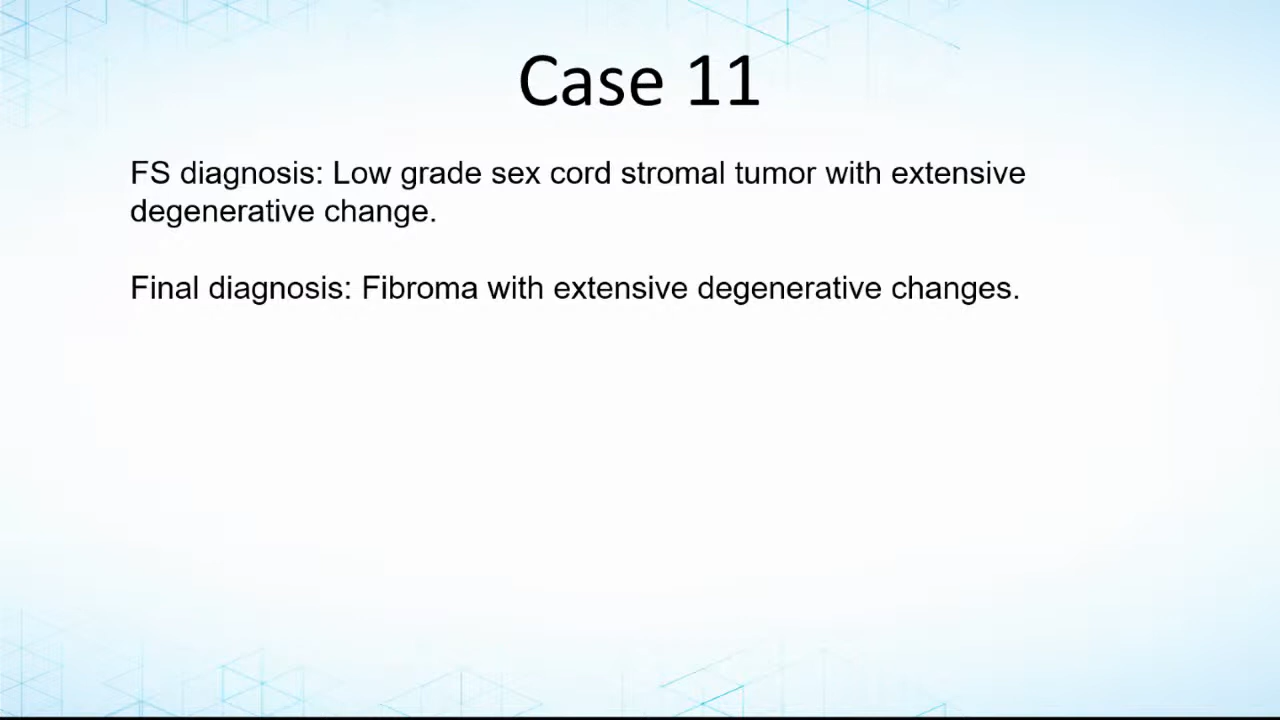 Case 11
FS diagnosis: Low grade sex cord stromal tumor with extensive
degenerative change.
Final diagnosis: Fibroma with extensive degenerative changes.